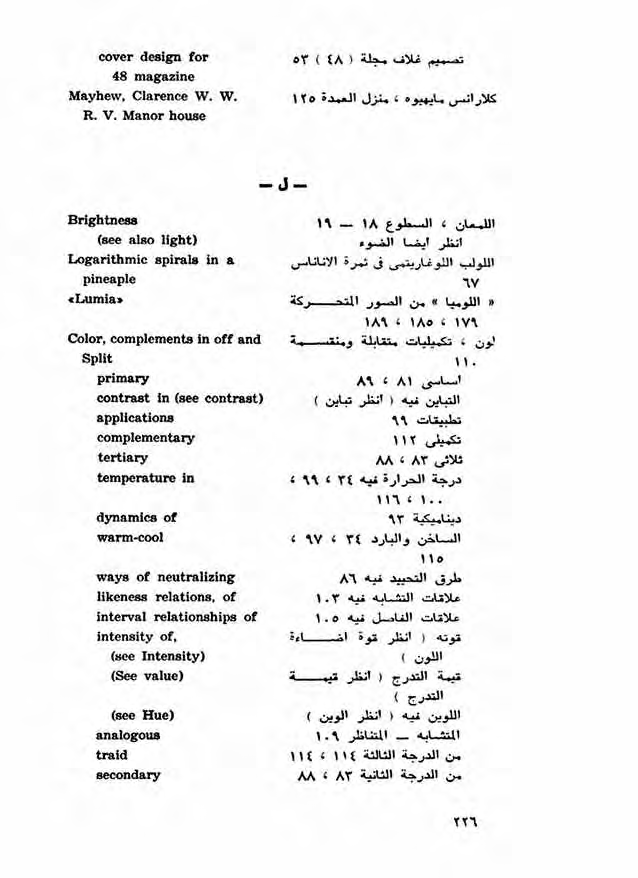 cover design for تصميم غلاف مجلة ( ٤٨ ) ٥٣
48 magazine
Mayhew, Clarence W. W. كلارانس مايهيوه ، منزل العمدة ١٢٥
R. V. Manor house
— ل —
Brightness اللمعان ، السطوع ١٨ — ١٩
(see also light) انظر ايضا الضوء
Logarithmic spirals in a اللولب اللوغاريتمى فى ثمرة الاناناس
pineaple ٦٧
«Lumia» « اللوميا » من الصور المتحركة
١٧٩ ، ١٨٥ ، ١٨٩
Color, complements in off and لون ، تكميليات متقابلة ومنقسمة
Split ١١٠
primary اساسى ٨١ ، ٨٩
contrast in (see contrast) التباين فيه ( انظر تباين )
applications تطبيقات ٩٩
complementary تكميلى ١١٢
tertiary ثلاثى ٨٣ ، ٨٨
temperature in درجة الحرارة فيه ٣٤ ، ٩٩ ،
١٠٠ ، ١١٦
dynamics of ديناميكية ٩٣
warm-cool الساخن والبارد ٣٤ ، ٩٧ ،
١١٥
ways of neutralizing طرق التحييد فيه ٨٦
likeness relations, of علاقات التشابه فيه ١٠٣
interval relationships of علاقات الفاصل فيه ١٠٥
intensity of, قوته ( انظر قوة اضاءة
(see Intensity) اللون )
(See value) قيمة التدرج ( انظر قيمة
التدرج )
(see Hue) اللوين فيه ( انظر الوين )
analogous المتشابه — المتناظر ١٠٩
traid من الدرجة الثالثة ١١٤ ، ١١٤
secondary من الدرجة الثانية ٨٣ ، ٨٨
٢٢٦